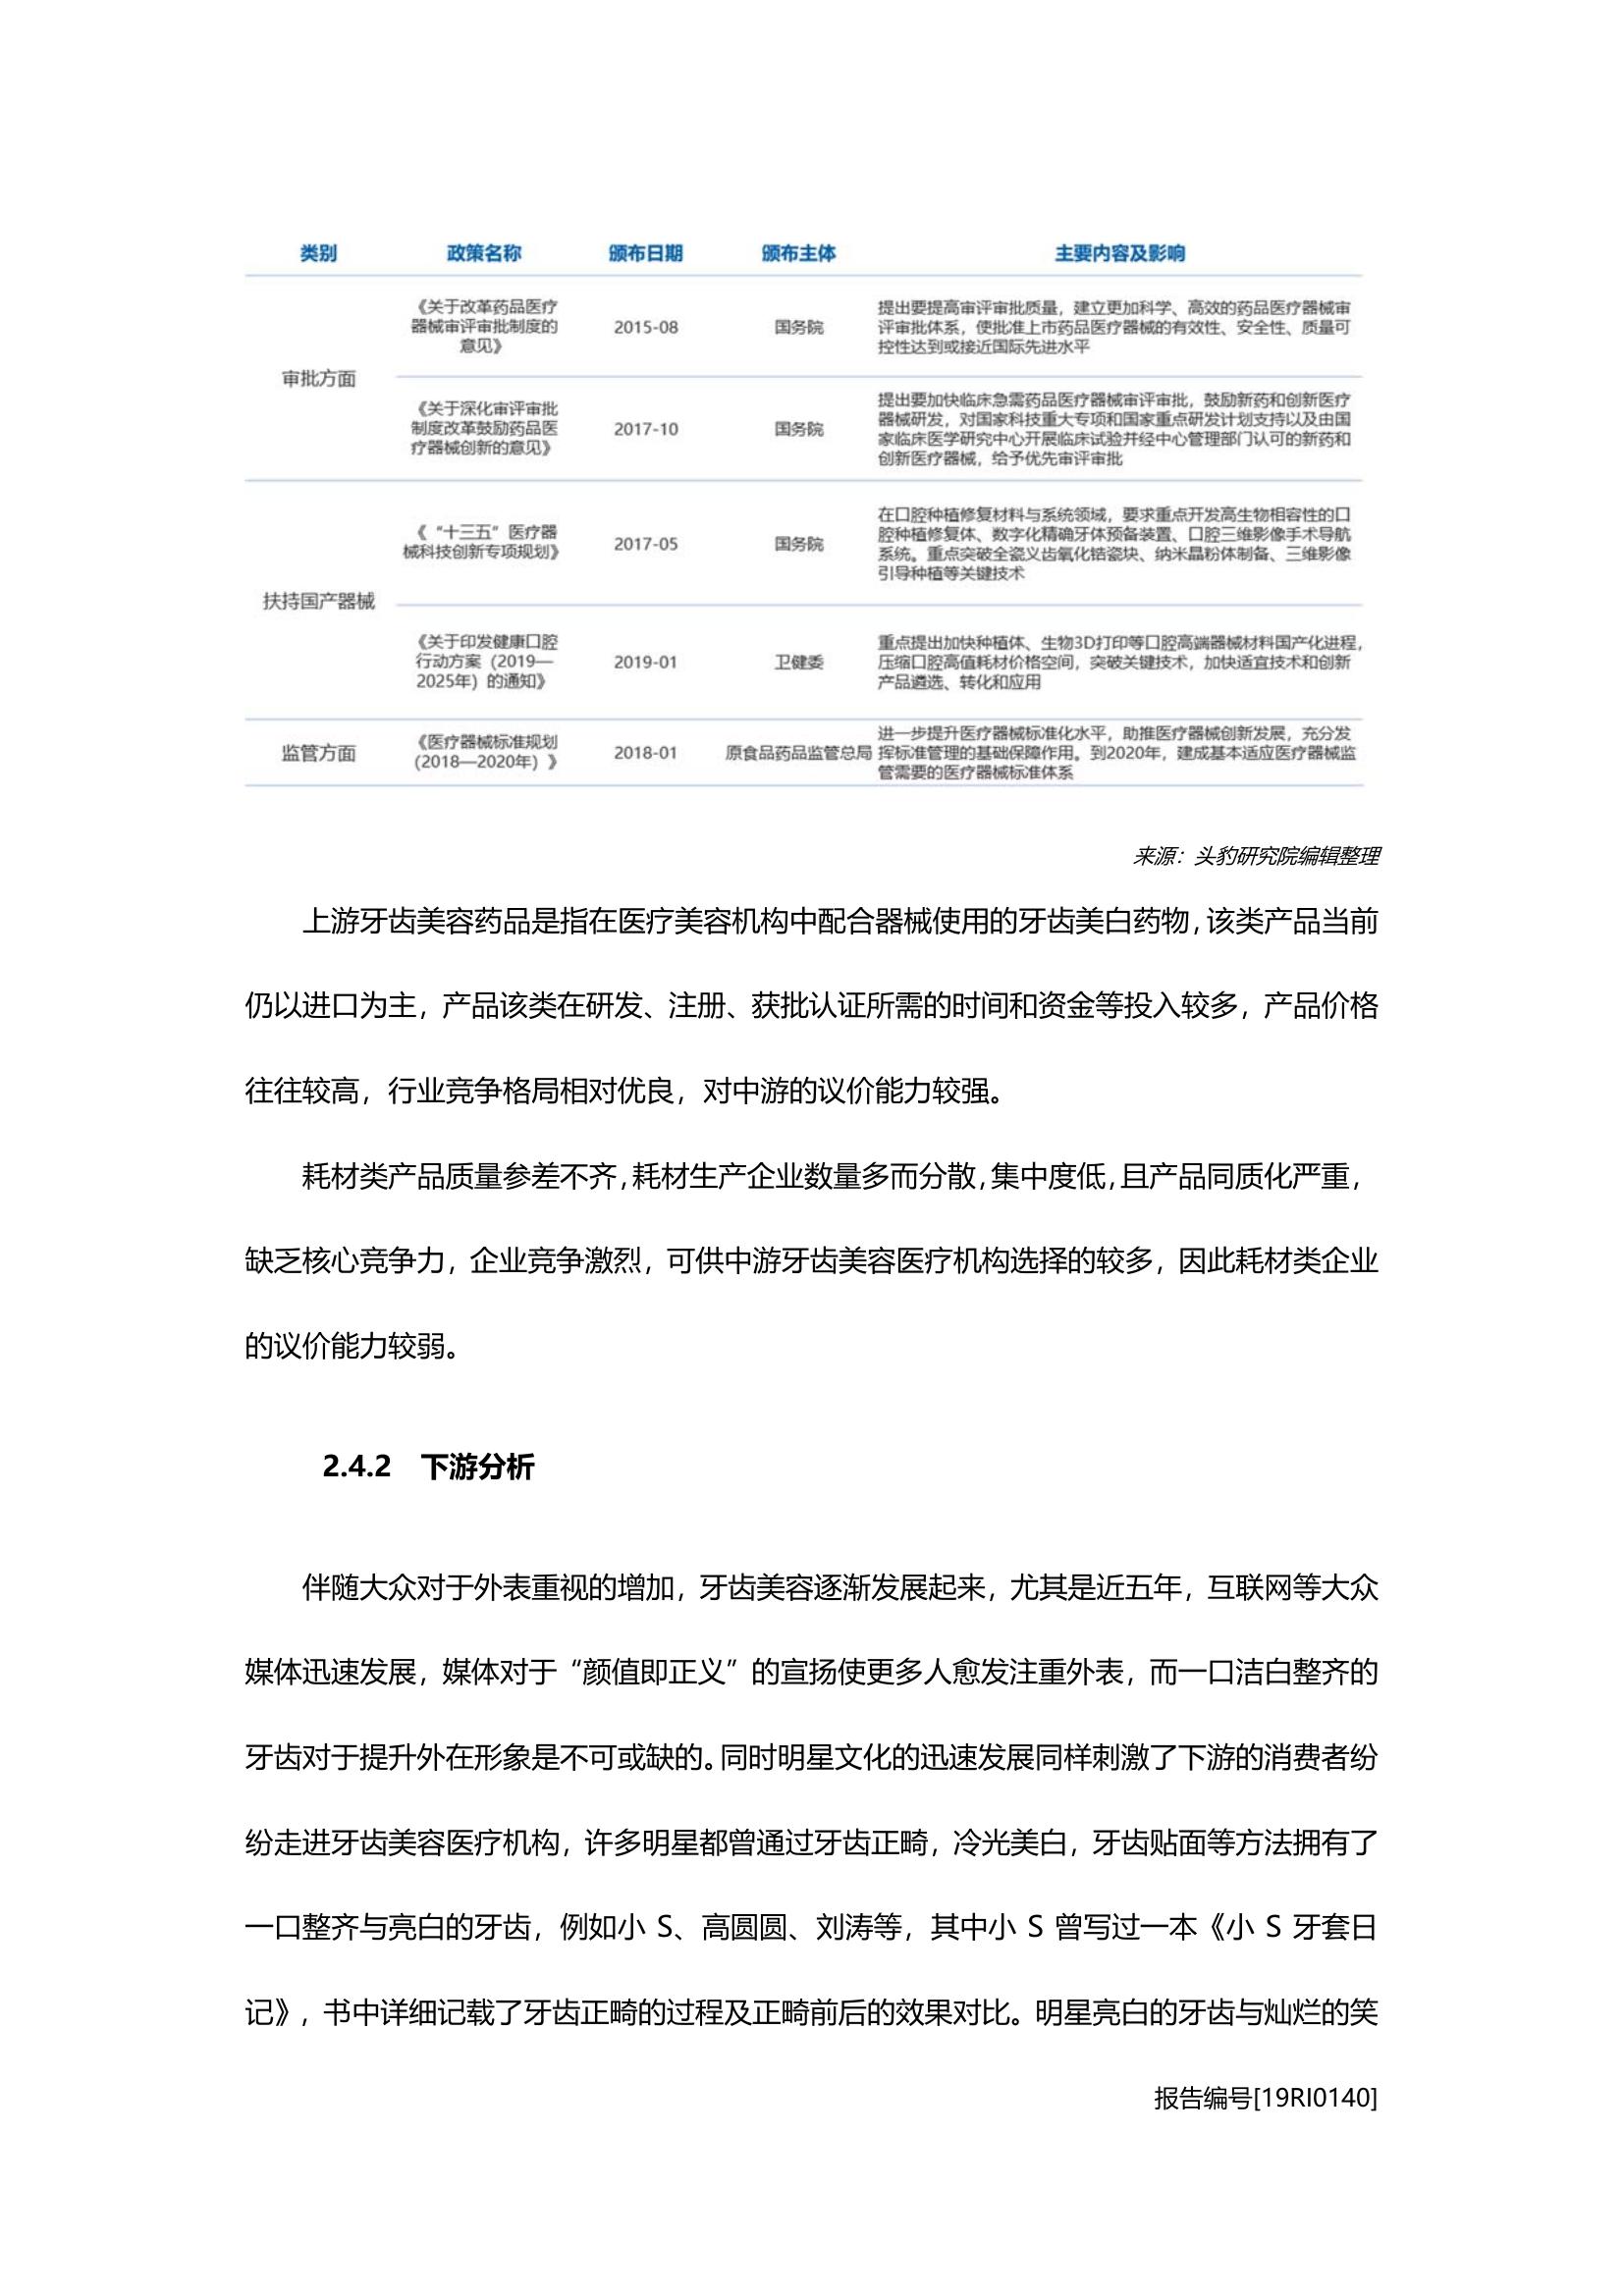 类别 政策名称 颁布日期 颁布主体 主要内容及影响
审批方面
《关于改革药品医疗
器械审评审批制度的
意见》
2015-08
国务院
提出要提高审评审批质量，建立更加科学、高效的药品医疗器械审
评审批体系，使批准上市药品医疗器械的有效性、安全性、质量可
控性达到或接近国际先进水平
《关于深化审评审批
制度改革鼓励药品医
疗器械创新的意见》
2017-10
国务院
提出要加快临床急需药品医疗器械审评审批，鼓励新药和创新医疗
器械研发，对国家科技重大专项和国家重点研发计划支持以及由国
家临床医学研究中心开展临床试验并经中心管理部门认可的新药和
创新医疗器械，给予优先审评审批
扶持国产器械
《“十三五”医疗器
械科技创新专项规划》
2017-05
国务院
在口腔种植修复材料与系统领域，要求重点开发高生物相容性的口
腔种植修复体、数字化精确牙体预备装置、口腔三维影像手术导航
系统。重点突破全瓷义齿氧化锆瓷块、纳米晶粉体制备、三维影像
引导种植等关键技术
《关于印发健康口腔
行动方案（2019—
2025年）的通知》
2019-01
卫健委
重点提出加快种植体、生物3D打印等口腔高端器械材料国产化进程，
压缩口腔高值耗材价格空间，突破关键技术，加快适宜技术和创新
产品遴选、转化和应用
监管方面
《医疗器械标准规划
（2018—2020年）》
2018-01
原食品药品监管总局
进一步提升医疗器械标准化水平，助推医疗器械创新发展，充分发
挥标准管理的基础保障作用。到2020年，建成基本适应医疗器械监
管需要的医疗器械标准体系
来源：头豹研究院编辑整理
上游牙齿美容药品是指在医疗美容机构中配合器械使用的牙齿美白药物，该类产品当前
仍以进口为主，产品该类在研发、注册、获批认证所需的时间和资金等投入较多，产品价格
往往较高，行业竞争格局相对优良，对中游的议价能力较强。
耗材类产品质量参差不齐，耗材生产企业数量多而分散，集中度低，且产品同质化严重，
缺乏核心竞争力，企业竞争激烈，可供中游牙齿美容医疗机构选择的较多，因此耗材类企业
的议价能力较弱。
2.4.2 下游分析
伴随大众对于外表重视的增加，牙齿美容逐渐发展起来，尤其是近五年，互联网等大众
媒体迅速发展，媒体对于“颜值即正义”的宣扬使更多人愈发注重外表，而一口洁白整齐的
牙齿对于提升外在形象是不可或缺的。同时明星文化的迅速发展同样刺激了下游的消费者纷
纷走进牙齿美容医疗机构，许多明星都曾通过牙齿正畸，冷光美白，牙齿贴面等方法拥有了
一口整齐与亮白的牙齿，例如小 S、高圆圆、刘涛等，其中小 S 曾写过一本《小 S 牙套日
记》，书中详细记载了牙齿正畸的过程及正畸前后的效果对比。明星亮白的牙齿与灿烂的笑
报告编号[19RI0140]